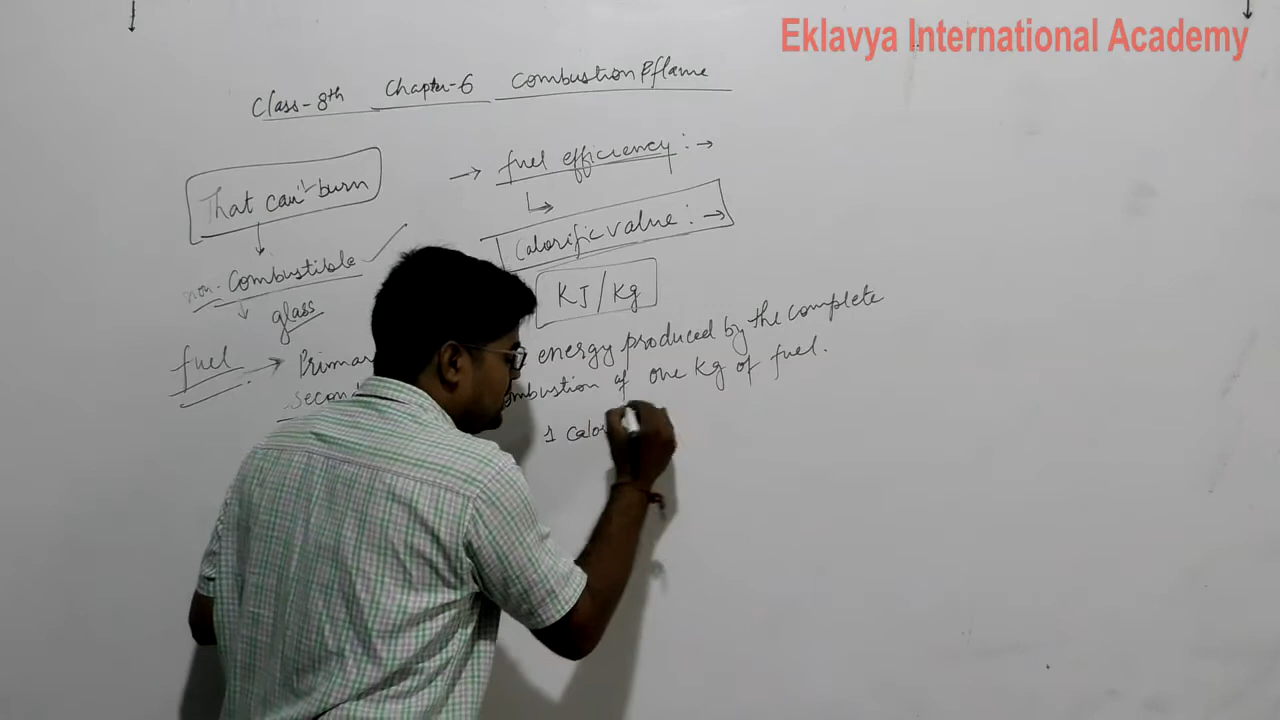 Eklavya International Academy
Class-8th Chapter-6 Combustion & flame
That can't burn
non-Combustible
glass
fuel → Primar
secon
→ fuel efficiency : →
Calorific value : →
KJ/Kg
energy produced by the complete
ombustion of one Kg of fuel.
1 calo